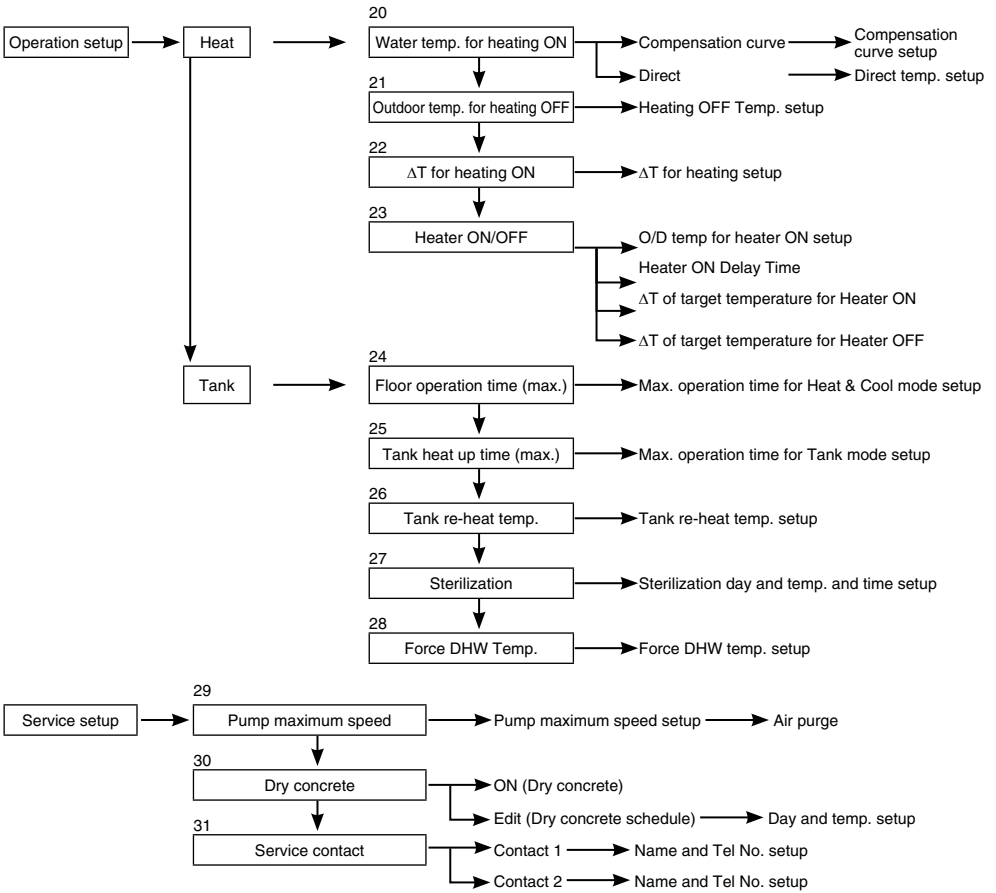 20
Operation setup
Heat
Water temp. for heating ON
Compensation curve
Compensation
curve setup
Direct
Direct temp. setup
21
Outdoor temp. for heating OFF
Heating OFF Temp. setup
22
ΔT for heating ON
ΔT for heating setup
23
Heater ON/OFF
O/D temp for heater ON setup
Heater ON Delay Time
ΔT of target temperature for Heater ON
ΔT of target temperature for Heater OFF
24
Tank
Floor operation time (max.)
Max. operation time for Heat & Cool mode setup
25
Tank heat up time (max.)
Max. operation time for Tank mode setup
26
Tank re-heat temp.
Tank re-heat temp. setup
27
Sterilization
Sterilization day and temp. and time setup
28
Force DHW Temp.
Force DHW temp. setup
29
Service setup
Pump maximum speed
Pump maximum speed setup
Air purge
30
Dry concrete
ON (Dry concrete)
Edit (Dry concrete schedule)
Day and temp. setup
31
Service contact
Contact 1
Name and Tel No. setup
Contact 2
Name and Tel No. setup